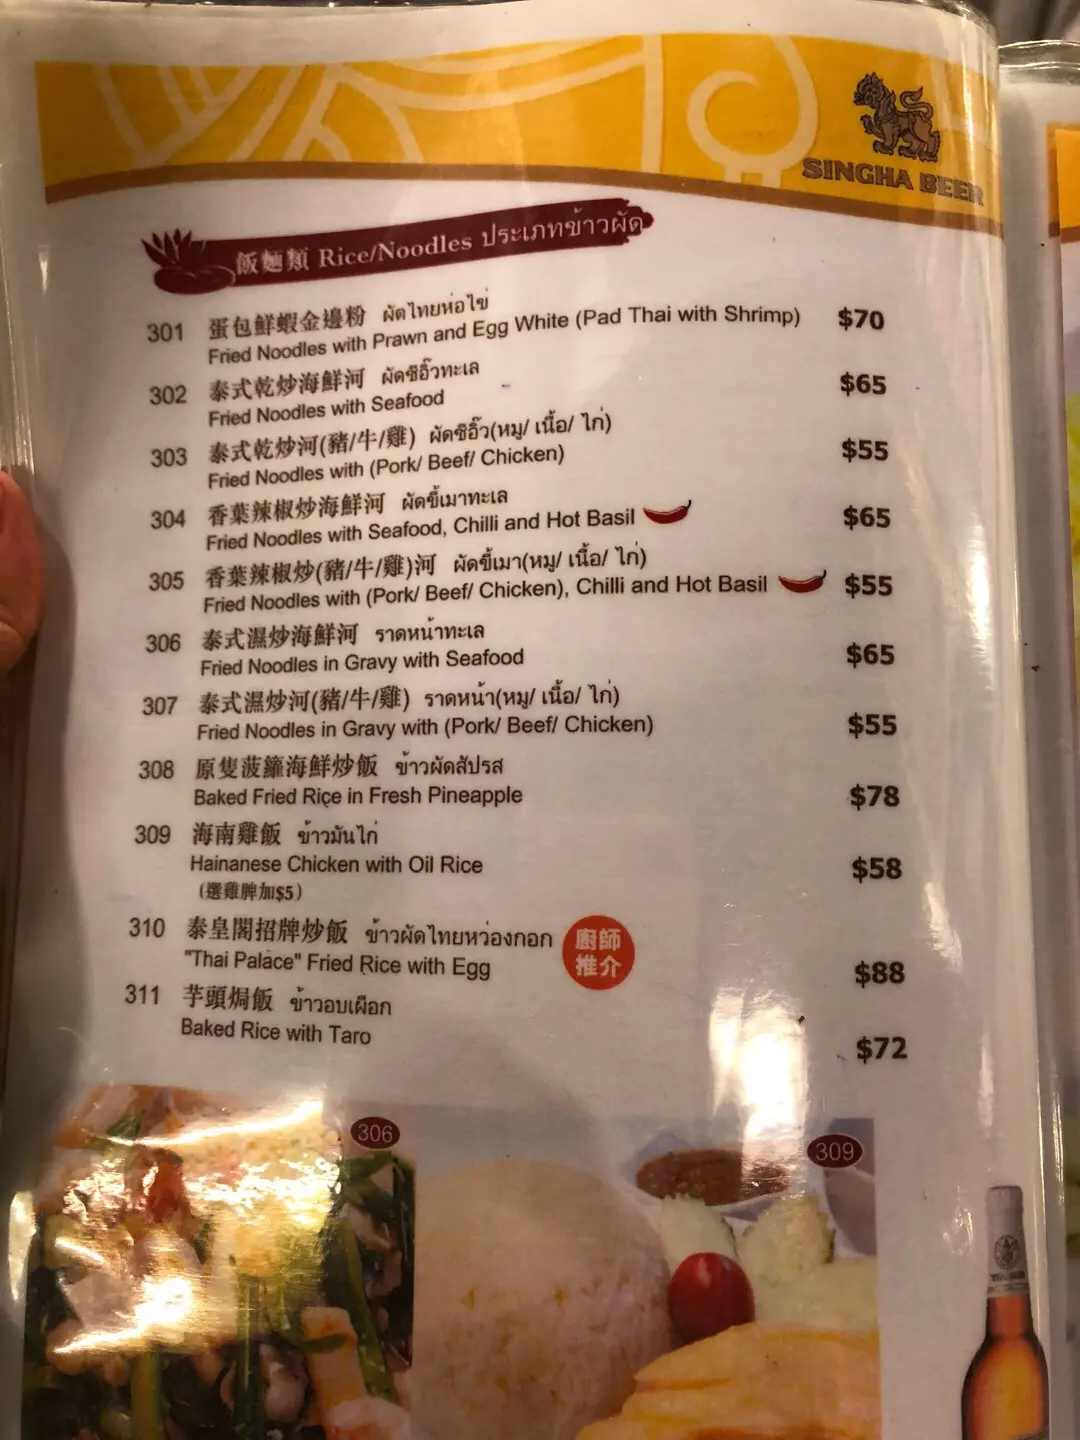 SINGHA BEER
飯麵類 Rice/Noodles ประเภทข้าวผัด
301 蛋包鮮蝦金邊粉 ผัดไทยห่อไข่
Fried Noodles with Prawn and Egg White (Pad Thai with Shrimp) $70
302 泰式乾炒海鮮河 ผัดซีอิ๊วทะเล
Fried Noodles with Seafood $65
303 泰式乾炒河(豬/牛/雞) ผัดซีอิ๊ว(หมู/ เนื้อ/ ไก่)
Fried Noodles with (Pork/ Beef/ Chicken) $55
304 香葉辣椒炒海鮮河 ผัดขี้เมาทะเล
Fried Noodles with Seafood, Chilli and Hot Basil $65
305 香葉辣椒炒(豬/牛/雞)河 ผัดขี้เมา(หมู/ เนื้อ/ ไก่)
Fried Noodles with (Pork/ Beef/ Chicken), Chilli and Hot Basil $55
306 泰式濕炒海鮮河 ราดหน้าทะเล
Fried Noodles in Gravy with Seafood $65
307 泰式濕炒河(豬/牛/雞) ราดหน้า(หมู/ เนื้อ/ ไก่)
Fried Noodles in Gravy with (Pork/ Beef/ Chicken) $55
308 原隻菠蘿海鮮炒飯 ข้าวผัดสัปรส
Baked Fried Rice in Fresh Pineapple $78
309 海南雞飯 ข้าวมันไก่
Hainanese Chicken with Oil Rice $58
(選雞脾加$5)
310 泰皇閣招牌炒飯 ข้าวผัดไทยหว่องกอก 廚師推介
"Thai Palace" Fried Rice with Egg $88
311 芋頭焗飯 ข้าวอบเผือก
Baked Rice with Taro $72
306
309